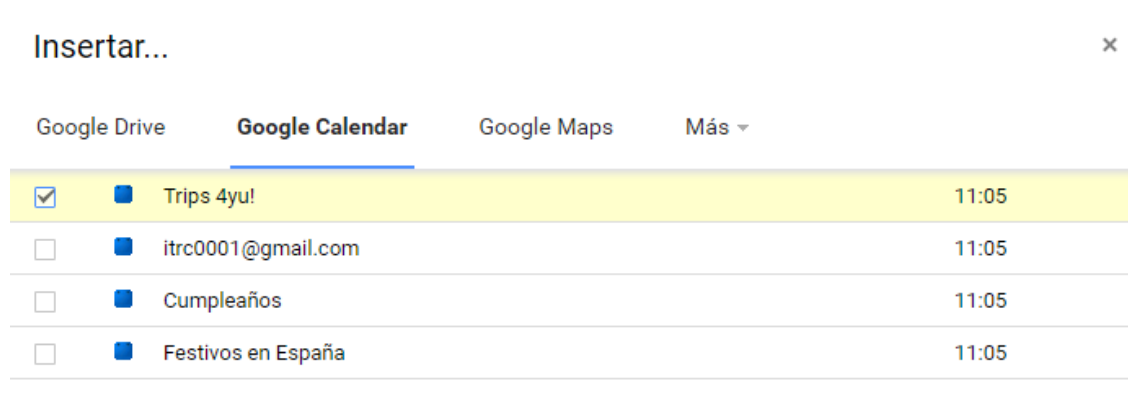 Insertar... ×
Google Drive Google Calendar Google Maps Más
Trips 4yu! 11:05
itrc0001@gmail.com 11:05
Cumpleaños 11:05
Festivos en España 11:05